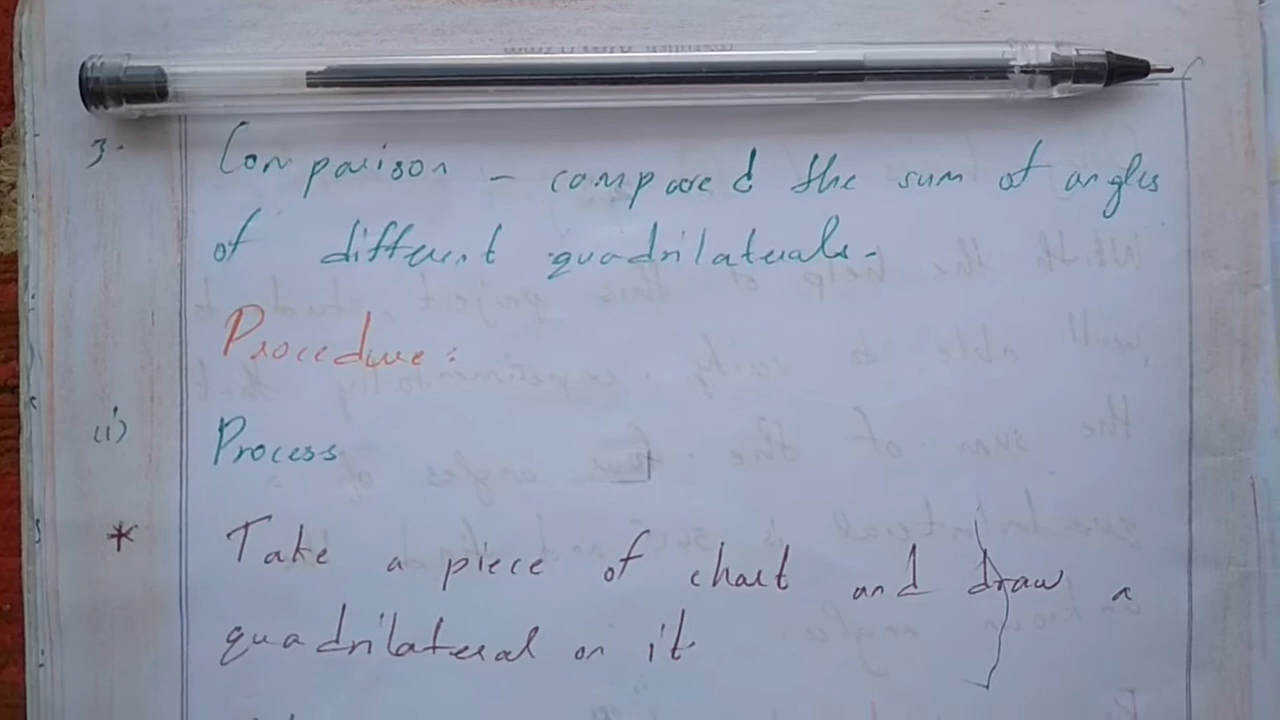 3. Comparison - compared the sum of angles
of different quadrilaterals.
Procedure:
(i) Process
* Take a piece of chart and draw a
quadrilateral on it